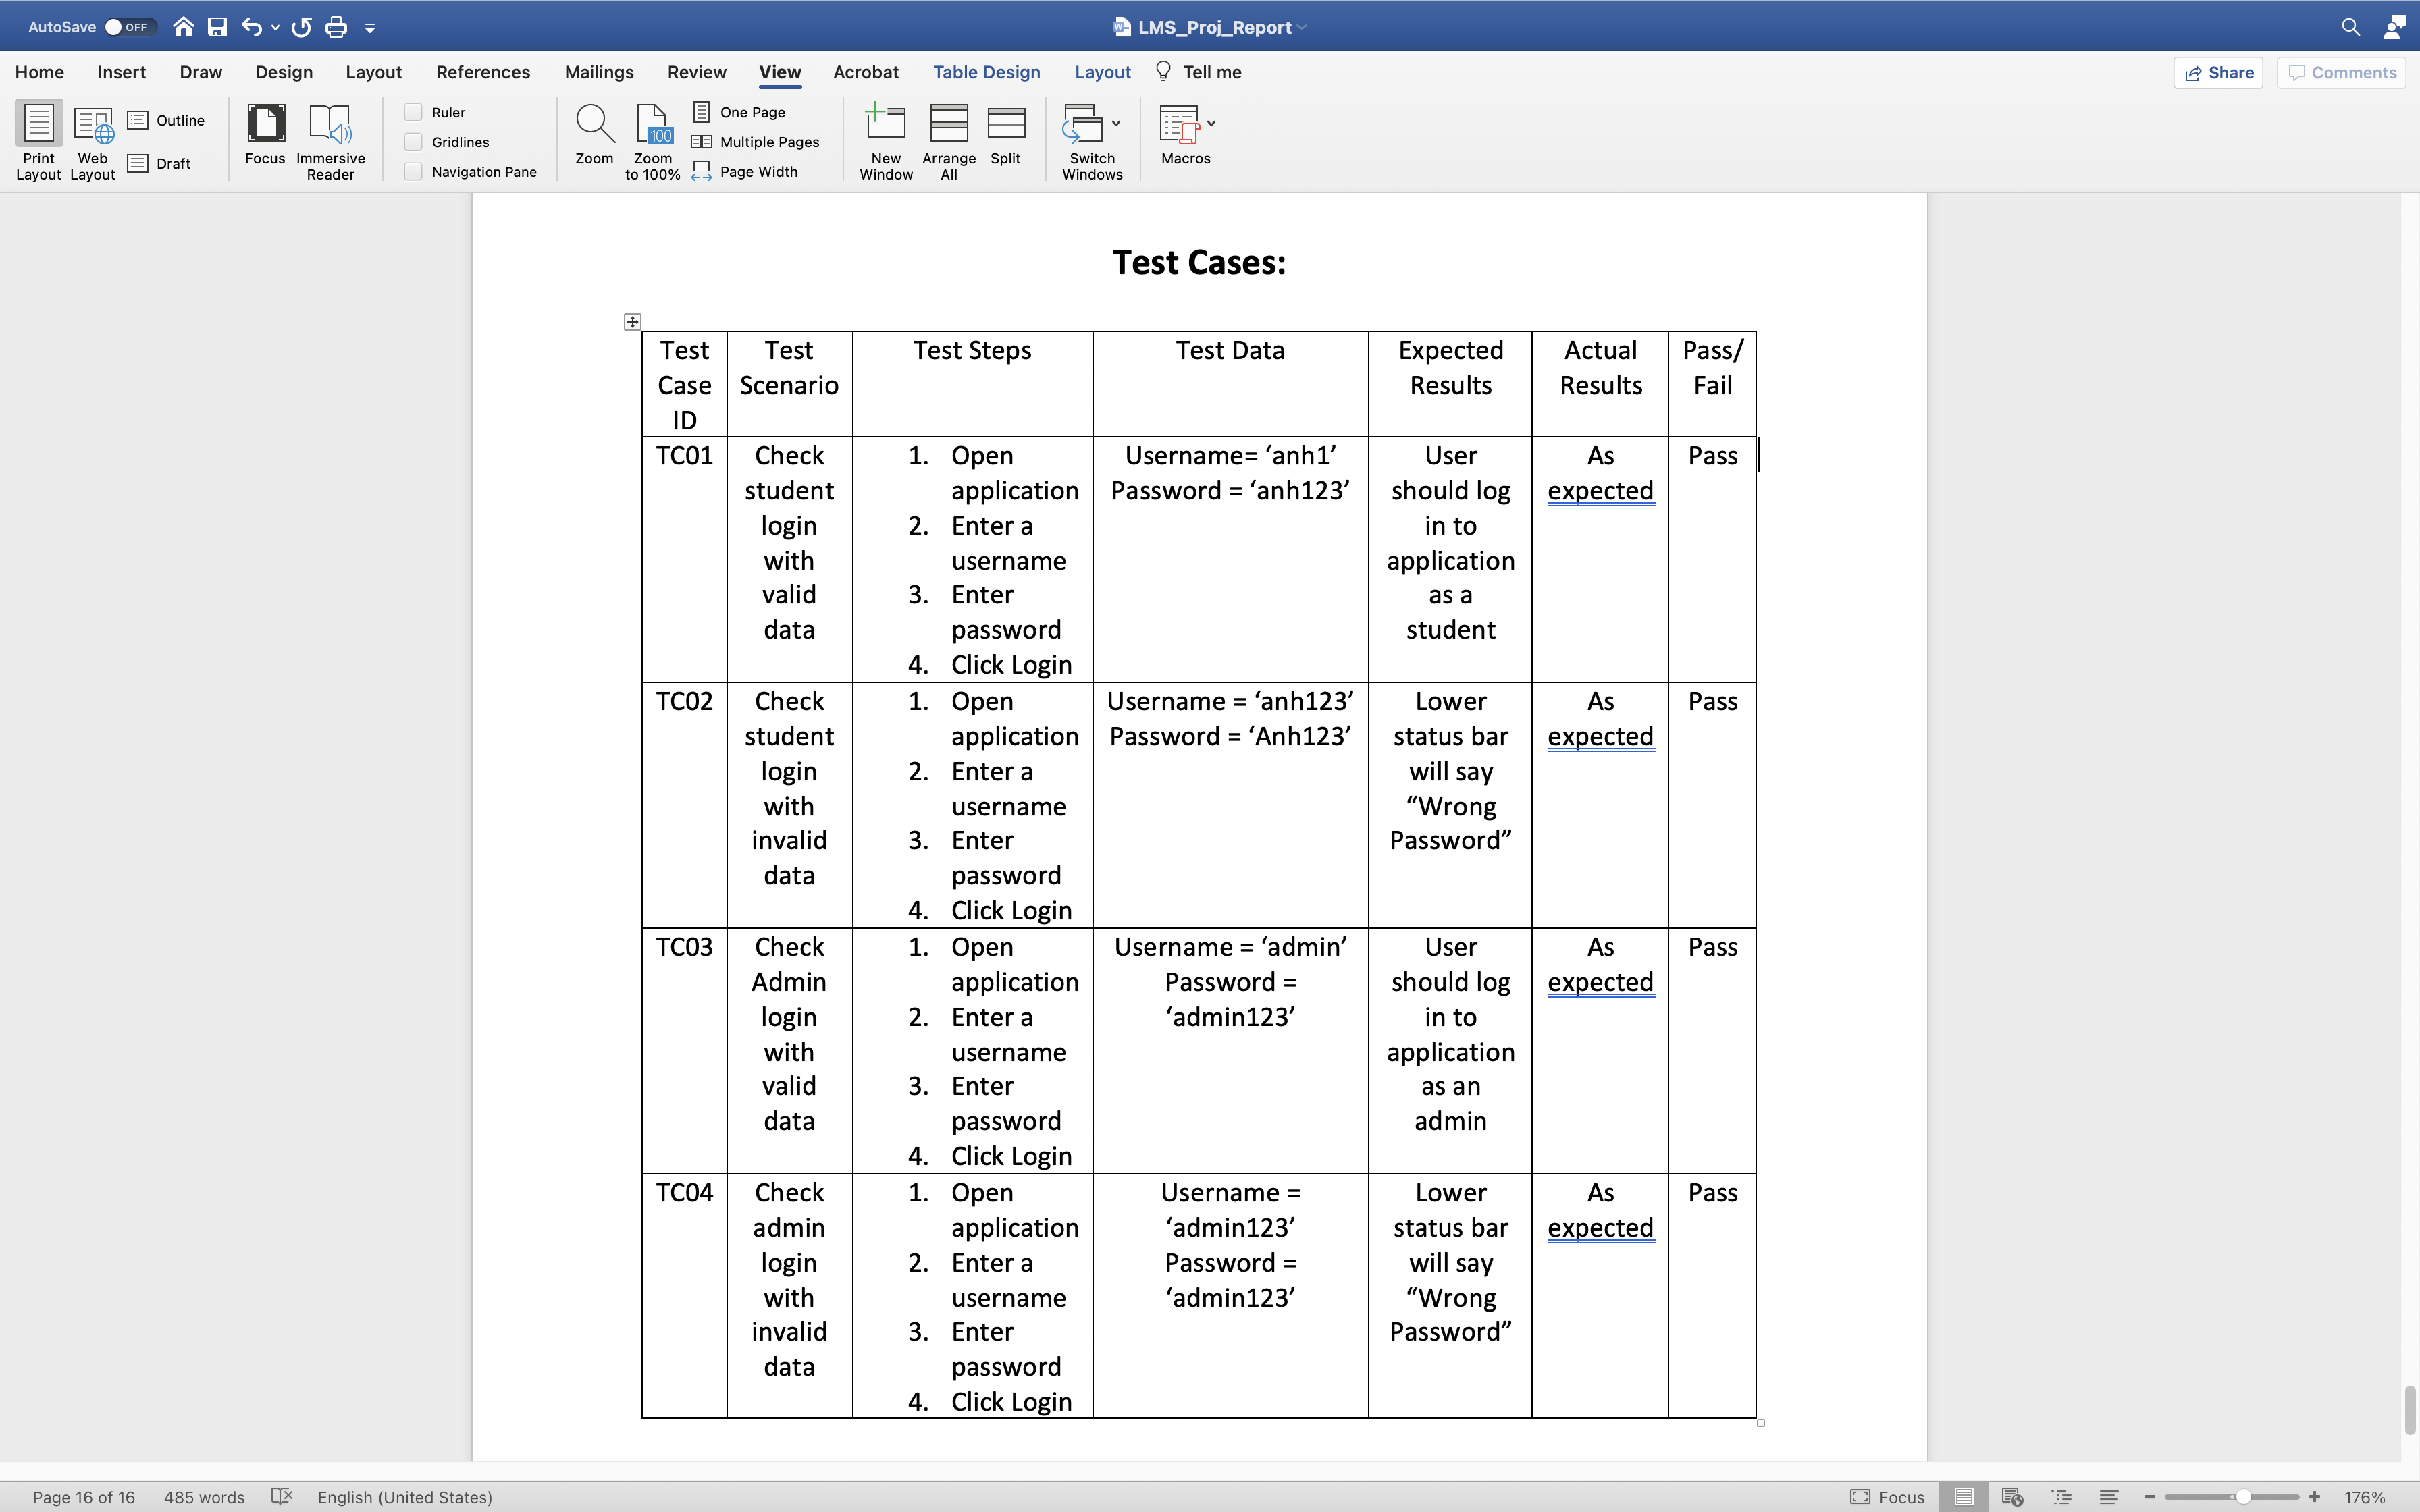 AutoSave OFF
LMS_Proj_Report
Home Insert Draw Design Layout References Mailings Review View Acrobat Table Design Layout Tell me
Share Comments
Print Layout
Web Layout
Outline
Draft
Focus
Immersive Reader
Ruler
Gridlines
Navigation Pane
Zoom
100
Zoom to 100%
One Page
Multiple Pages
Page Width
New Window
Arrange All
Split
Switch Windows
Macros
Test Cases:
Test Case ID
Test Scenario
Test Steps
Test Data
Expected Results
Actual Results
Pass/ Fail
TC01
Check student login with valid data
1. Open application
2. Enter a username
3. Enter password
4. Click Login
Username= ‘anh1’
Password = ‘anh123’
User should log in to application as a student
As expected
Pass
TC02
Check student login with invalid data
1. Open application
2. Enter a username
3. Enter password
4. Click Login
Username = ‘anh123’
Password = ‘Anh123’
Lower status bar will say “Wrong Password”
As expected
Pass
TC03
Check Admin login with valid data
1. Open application
2. Enter a username
3. Enter password
4. Click Login
Username = ‘admin’
Password = ‘admin123’
User should log in to application as an admin
As expected
Pass
TC04
Check admin login with invalid data
1. Open application
2. Enter a username
3. Enter password
4. Click Login
Username = ‘admin123’
Password = ‘admin123’
Lower status bar will say “Wrong Password”
As expected
Pass
Page 16 of 16 485 words English (United States)
Focus 176%